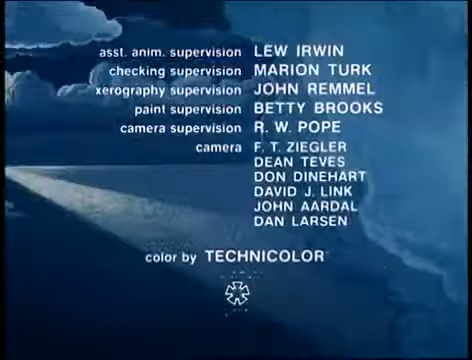 asst. anim. supervision LEW IRWIN
checking supervision MARION TURK
xerography supervision JOHN REMMEL
paint supervision BETTY BROOKS
camera supervision R. W. POPE
camera F. T. ZIEGLER
DEAN TEVES
DON DINEHART
DAVID J. LINK
JOHN AARDAL
DAN LARSEN
color by TECHNICOLOR